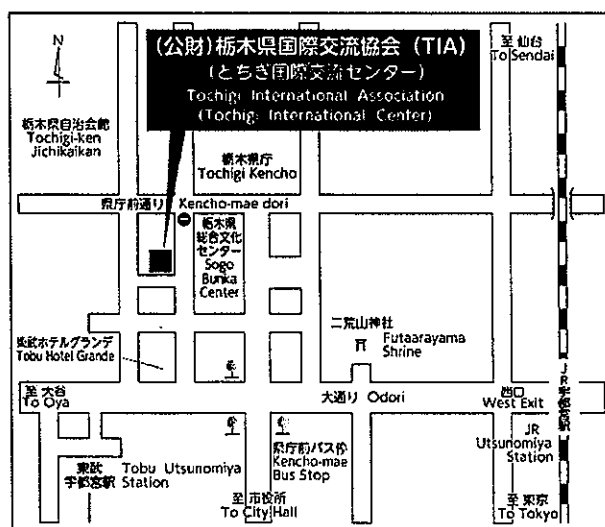 N
(公財)栃木県国際交流協会 (TIA)
(とちぎ国際交流センター)
Tochigi International Association
(Tochigi International Center)
至 仙台
To Sendai
栃木県自治会館
Tochigi-ken
Jichikaikan
栃木県庁
Tochigi Kencho
県庁前通り Kencho-mae dori
栃木県
総合文化
センター
Sogo
Bunka
Center
東武ホテルグランデ
Tobu Hotel Grande
二荒山神社
Futaarayama
Shrine
至 大谷
To Oya
大通り Odori
西口
West Exit
JR宇都宮駅
JR
Utsunomiya
Station
県庁前バス停
Kencho-mae
Bus Stop
東武
宇都宮駅
Tobu Utsunomiya
Station
至 市役所
To City Hall
至 東京
To Tokyo